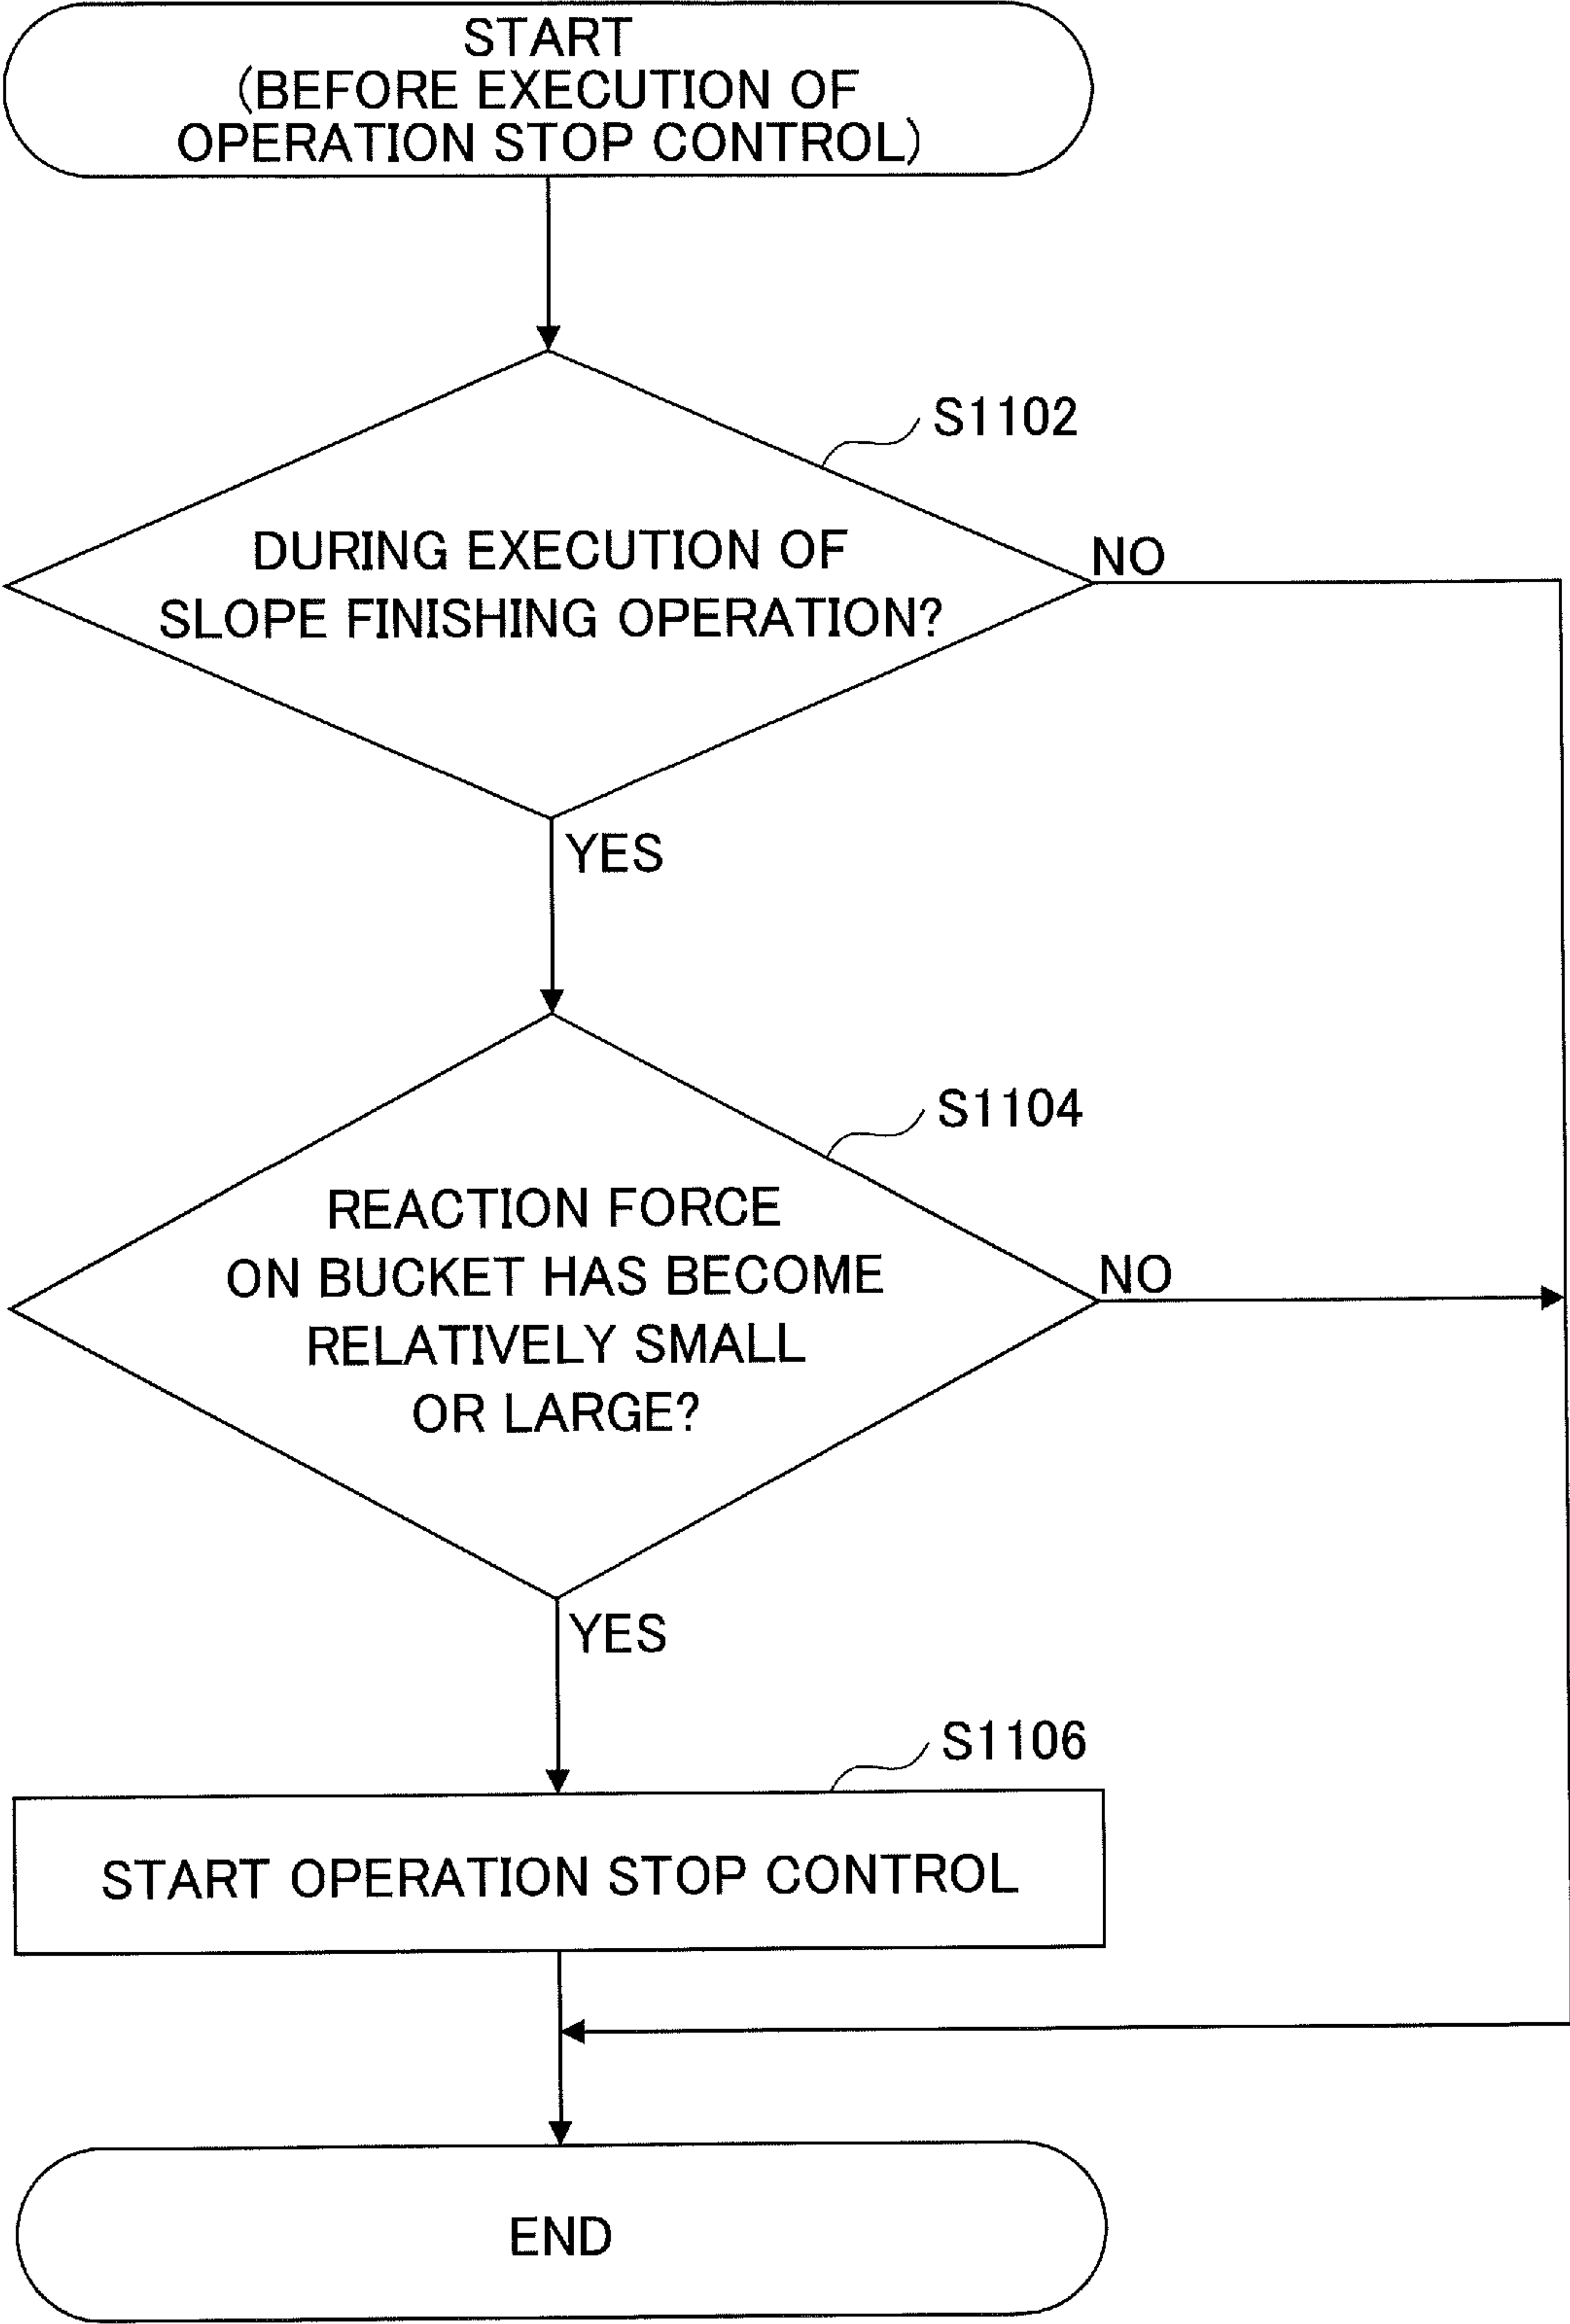 START
(BEFORE EXECUTION OF
OPERATION STOP CONTROL)
S1102
DURING EXECUTION OF
SLOPE FINISHING OPERATION?
NO
YES
S1104
REACTION FORCE
ON BUCKET HAS BECOME
RELATIVELY SMALL
OR LARGE?
NO
YES
S1106
START OPERATION STOP CONTROL
END